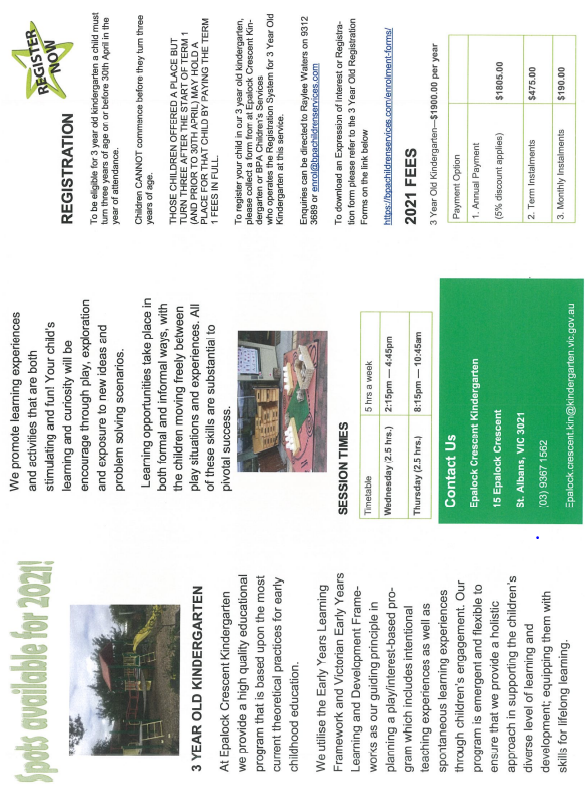 Spots available for 2021!
3 YEAR OLD KINDERGARTEN
At Epalock Crescent Kindergarten
we provide a high quality educational
program that is based upon the most
current theoretical practices for early
childhood education.
We utilise the Early Years Learning
Framework and Victorian Early Years
Learning and Development Frame-
works as our guiding principle in
planning a play/interest-based pro-
gram which includes intentional
teaching experiences as well as
spontaneous learning experiences
through children's engagement. Our
program is emergent and flexible to
ensure that we provide a holistic
approach in supporting the children's
diverse level of learning and
development; equipping them with
skills for lifelong learning.
We promote learning experiences
and activities that are both
stimulating and fun! Your child's
learning and curiosity will be
encourage through play, exploration
and exposure to new ideas and
problem solving scenarios.
Learning opportunities take place in
both formal and informal ways, with
the children moving freely between
play situations and experiences. All
of these skills are substantial to
pivotal success.
SESSION TIMES
Timetable 5 hrs a week
Wednesday (2.5 hrs.) 2:15pm — 4:45pm
Thursday (2.5 hrs.) 8:15pm — 10:45am
Contact Us
Epalock Crescent Kindergarten
15 Epalock Crescent
St. Albans, VIC 3021
(03) 9367 1562
Epalock.crescent.kin@kindergarten.vic.gov.au
REGISTER
NOW
REGISTRATION
To be eligible for 3 year old kindergarten a child must
turn three years of age on or before 30th April in the
year of attendance.
Children CANNOT commence before they turn three
years of age.
THOSE CHILDREN OFFERED A PLACE BUT
TURN THREE AFTER THE START OF TERM 1
(AND PRIOR TO 30TH APRIL) MAY HOLD A
PLACE FOR THAT CHILD BY PAYING THE TERM
1 FEES IN FULL.
To register your child in our 3 year old kindergarten,
please collect a form from at Epalock Crescent Kin-
dergarten or BPA Children's Services.
who operates the Registration System for 3 Year Old
Kindergarten at this service.
Enquiries can be directed to Raylee Waters on 9312
3689 or enrol@bpachildrenservices.com
To download an Expression of Interest or Registra-
tion form please refer to the 3 Year Old Registration
Forms on the link below
https://bpachildrenservices.com/enrollment-forms/
2021 FEES
3 Year Old Kindergarten—$1900.00 per year
Payment Option
1. Annual Payment $1805.00
(5% discount applies)
2. Term Instalments $475.00
3. Monthly Instalments $190.00